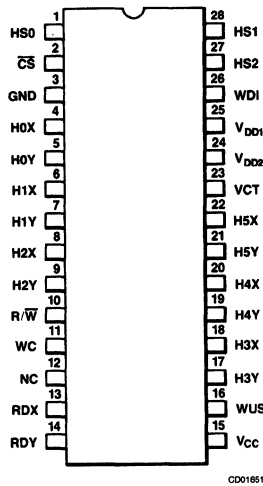 1 28
HS0 HS1
2 27
C̅S̅ HS2
3 26
GND WDI
4 25
H0X VDD1
5 24
H0Y VDD2
6 23
H1X VCT
7 22
H1Y H5X
8 21
H2X H5Y
9 20
H2Y H4X
10 19
R/W̅ H4Y
11 18
WC H3X
12 17
NC H3Y
13 16
RDX WUS
14 15
RDY VCC
CD01651